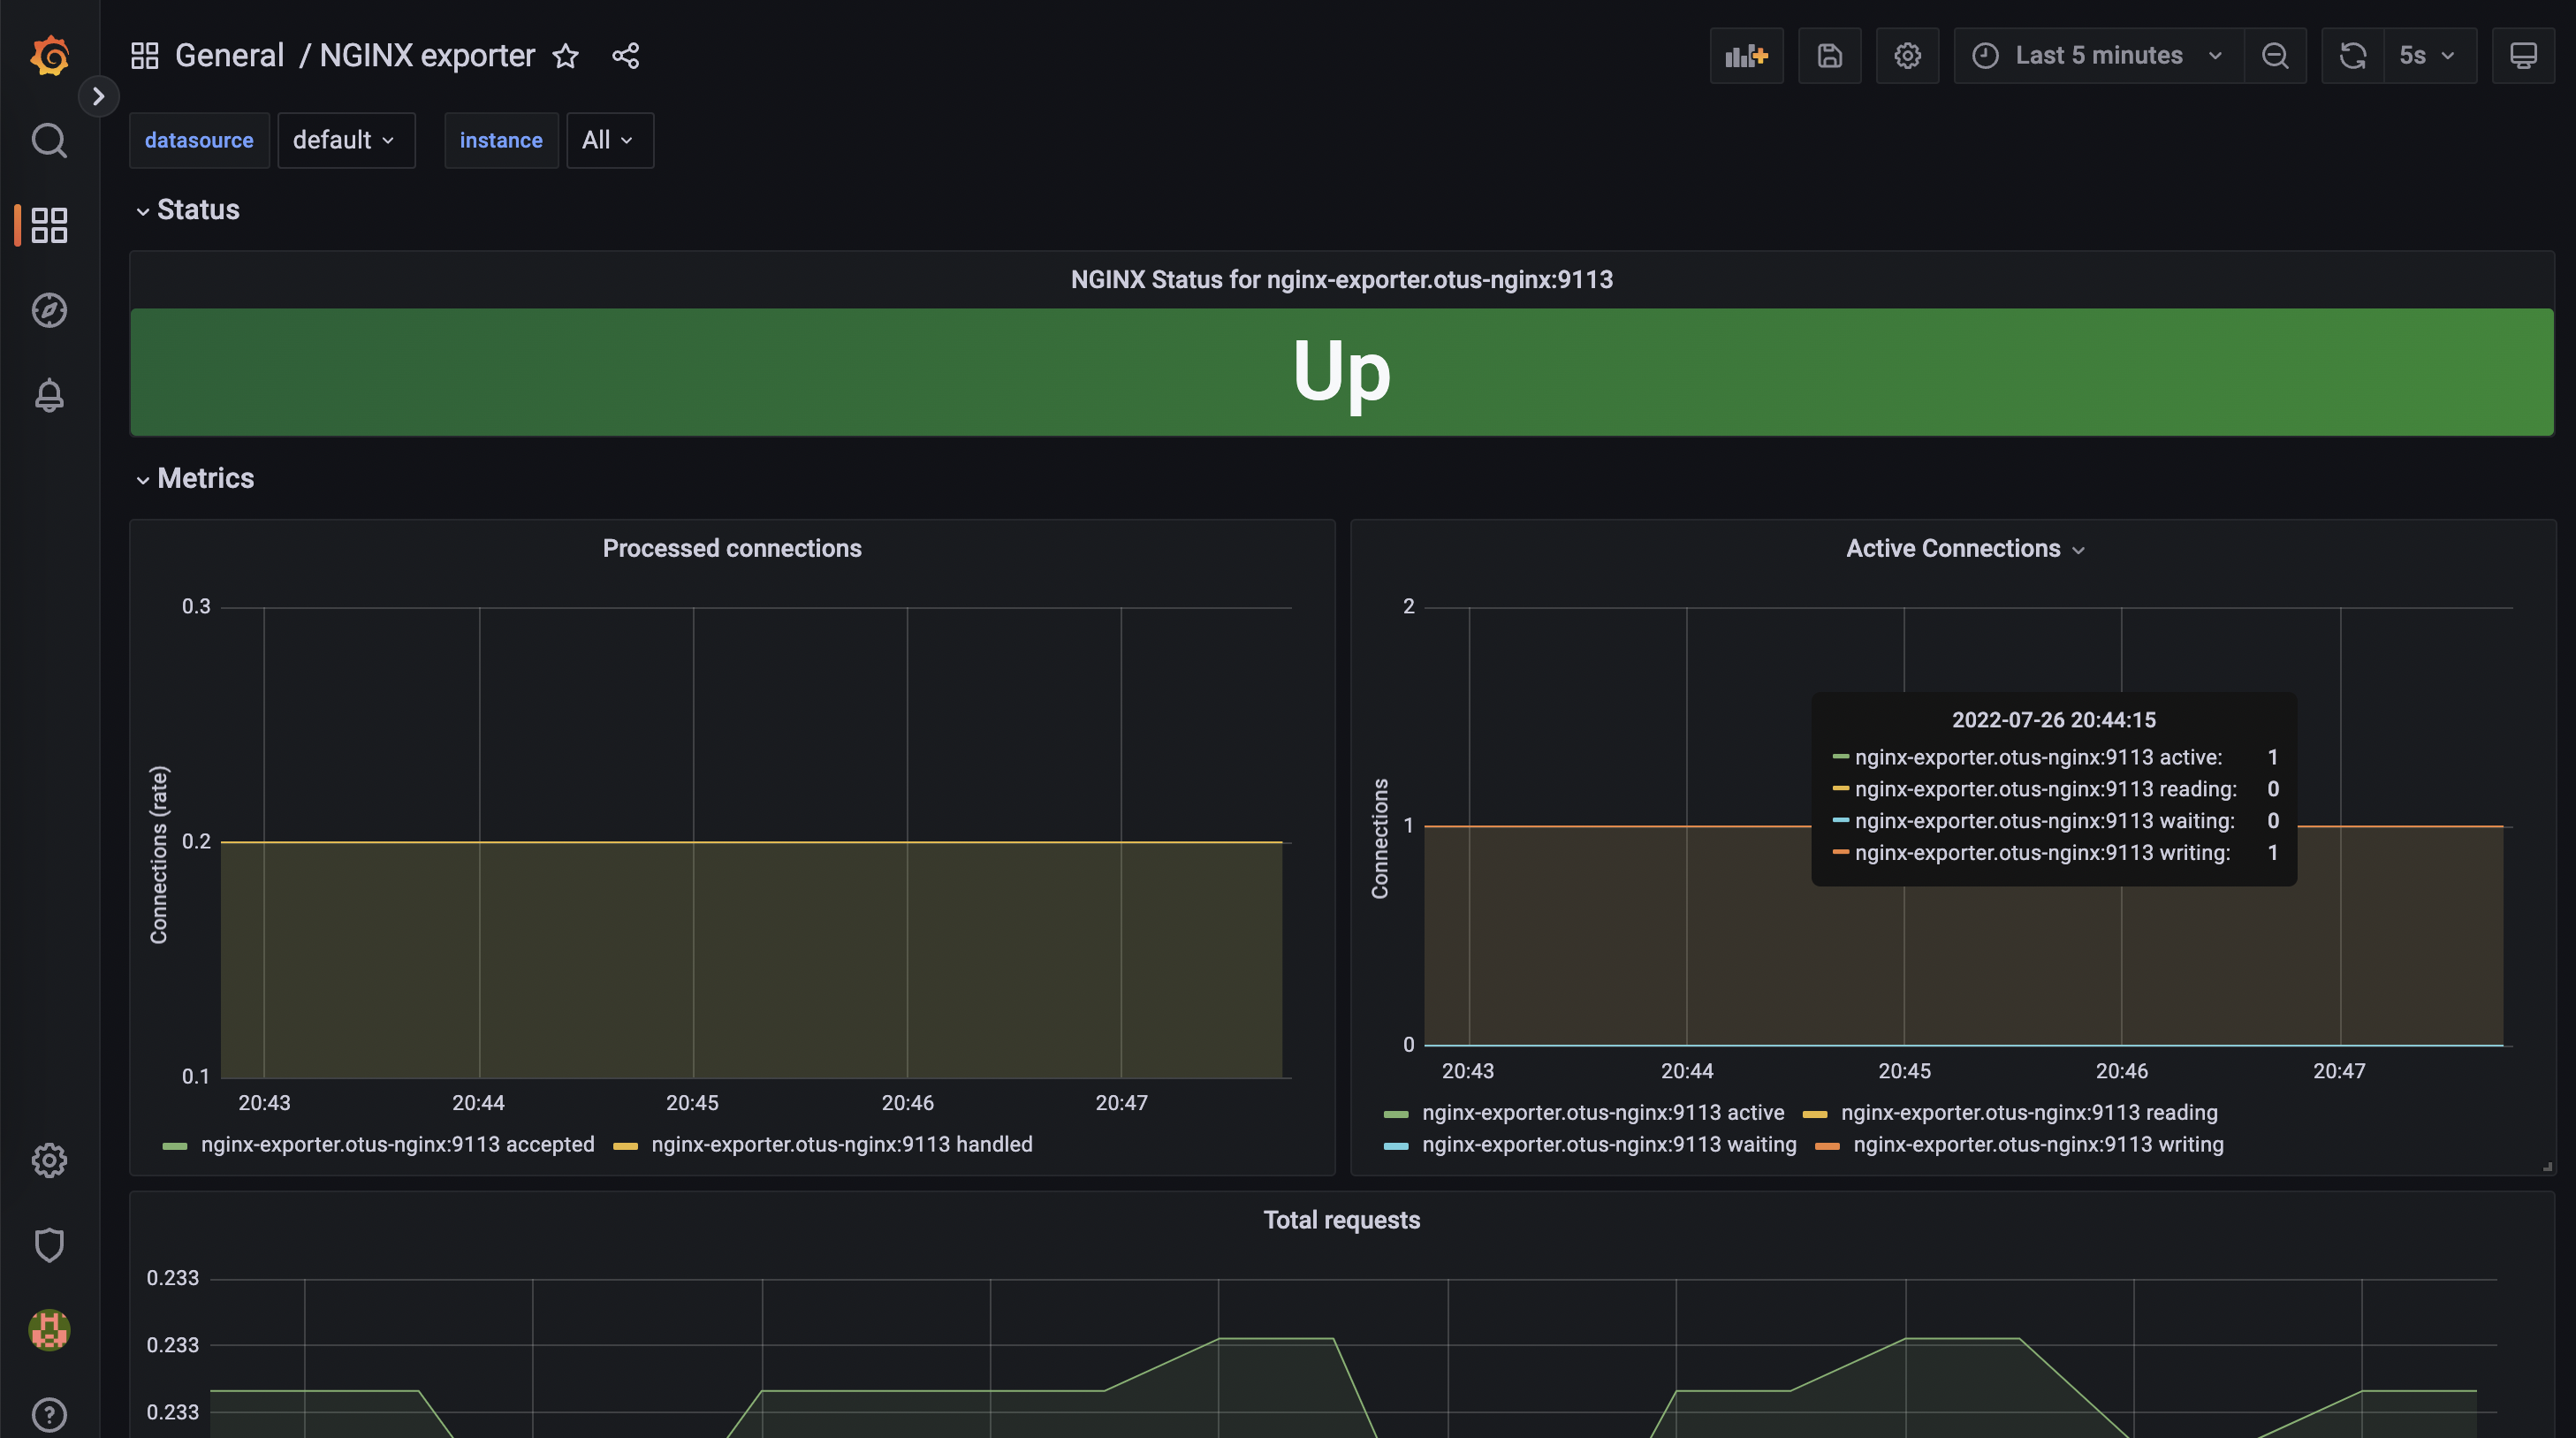 General / NGINX exporter
Last 5 minutes
5s
datasource default instance All
Status
NGINX Status for nginx-exporter.otus-nginx:9113
Up
Metrics
Processed connections
0.3
0.2
0.1
Connections (rate)
20:43 20:44 20:45 20:46 20:47
nginx-exporter.otus-nginx:9113 accepted nginx-exporter.otus-nginx:9113 handled
Active Connections
2
1
0
Connections
2022-07-26 20:44:15
nginx-exporter.otus-nginx:9113 active: 1
nginx-exporter.otus-nginx:9113 reading: 0
nginx-exporter.otus-nginx:9113 waiting: 0
nginx-exporter.otus-nginx:9113 writing: 1
20:43 20:44 20:45 20:46 20:47
nginx-exporter.otus-nginx:9113 active nginx-exporter.otus-nginx:9113 reading
nginx-exporter.otus-nginx:9113 waiting nginx-exporter.otus-nginx:9113 writing
Total requests
0.233
0.233
0.233